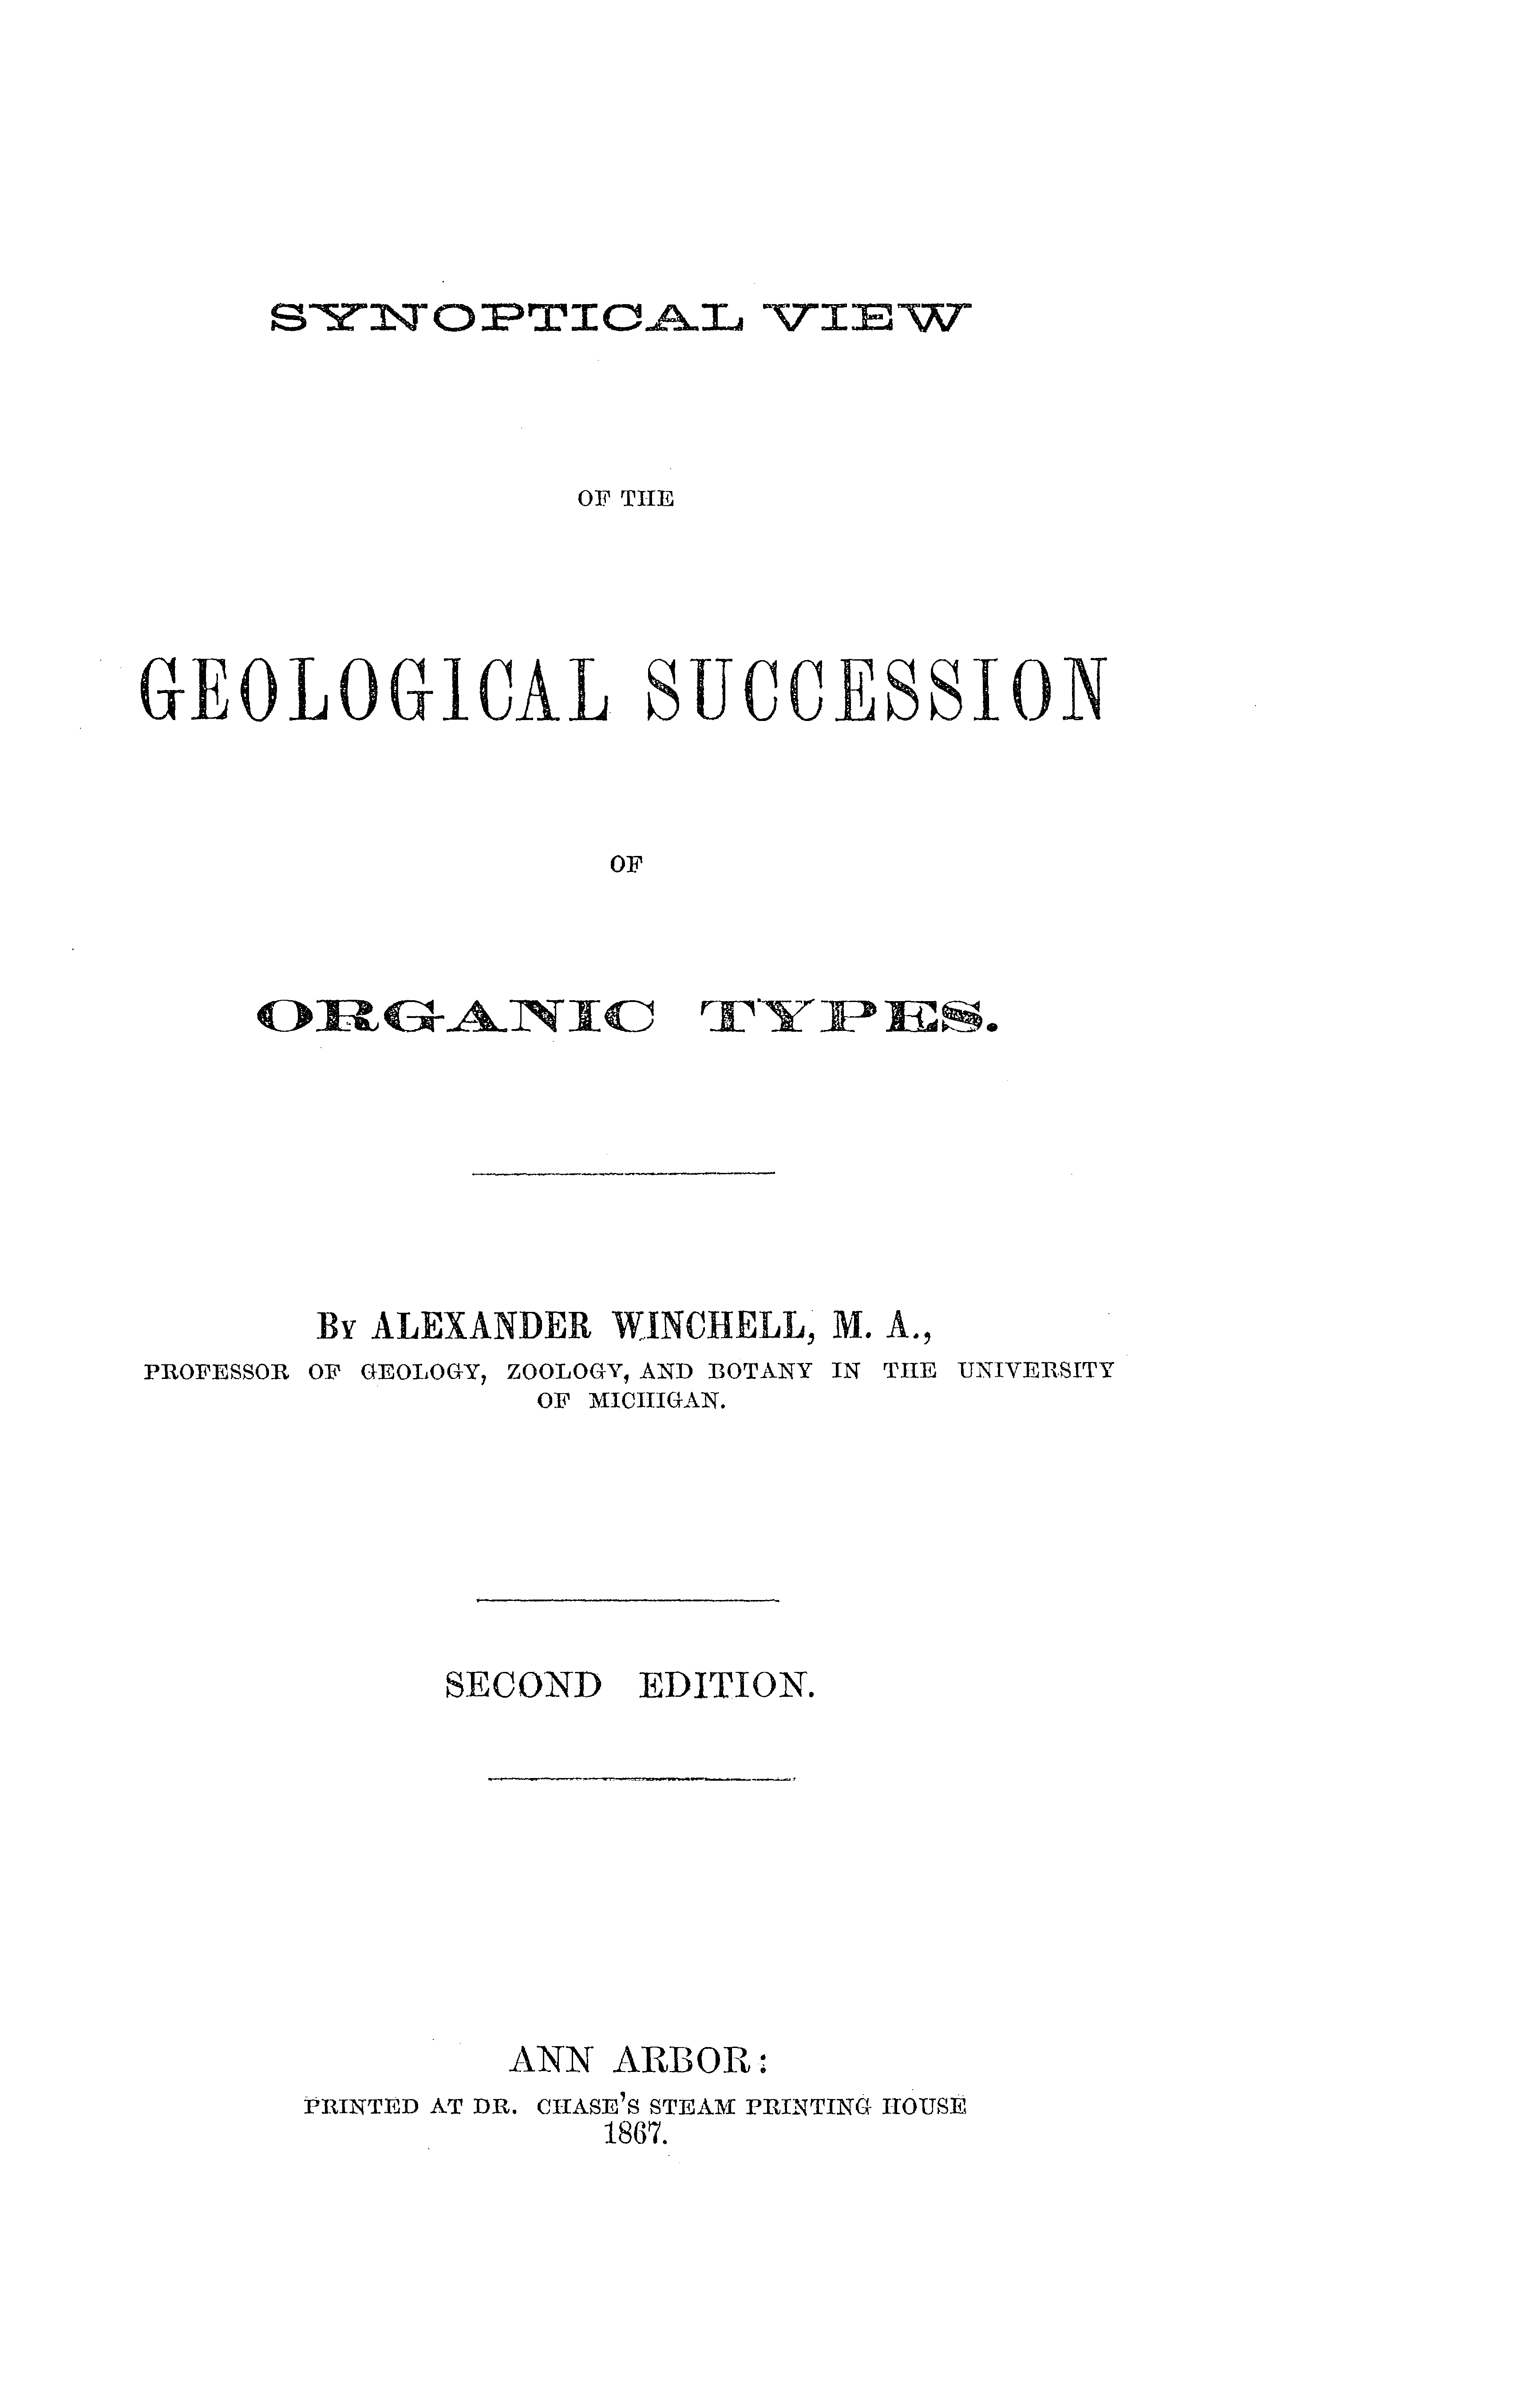 SYNOPTICAL VIEW
OF THE
GEOLOGICAL SUCCESSION
OF
ORGANIC TYPES.
By ALEXANDER WINCHELL, M. A.,
PROFESSOR OF GEOLOGY, ZOOLOGY, AND BOTANY IN THE UNIVERSITY
OF MICHIGAN.
SECOND EDITION.
ANN ARBOR:
PRINTED AT DR. CHASE'S STEAM PRINTING HOUSE
1867.